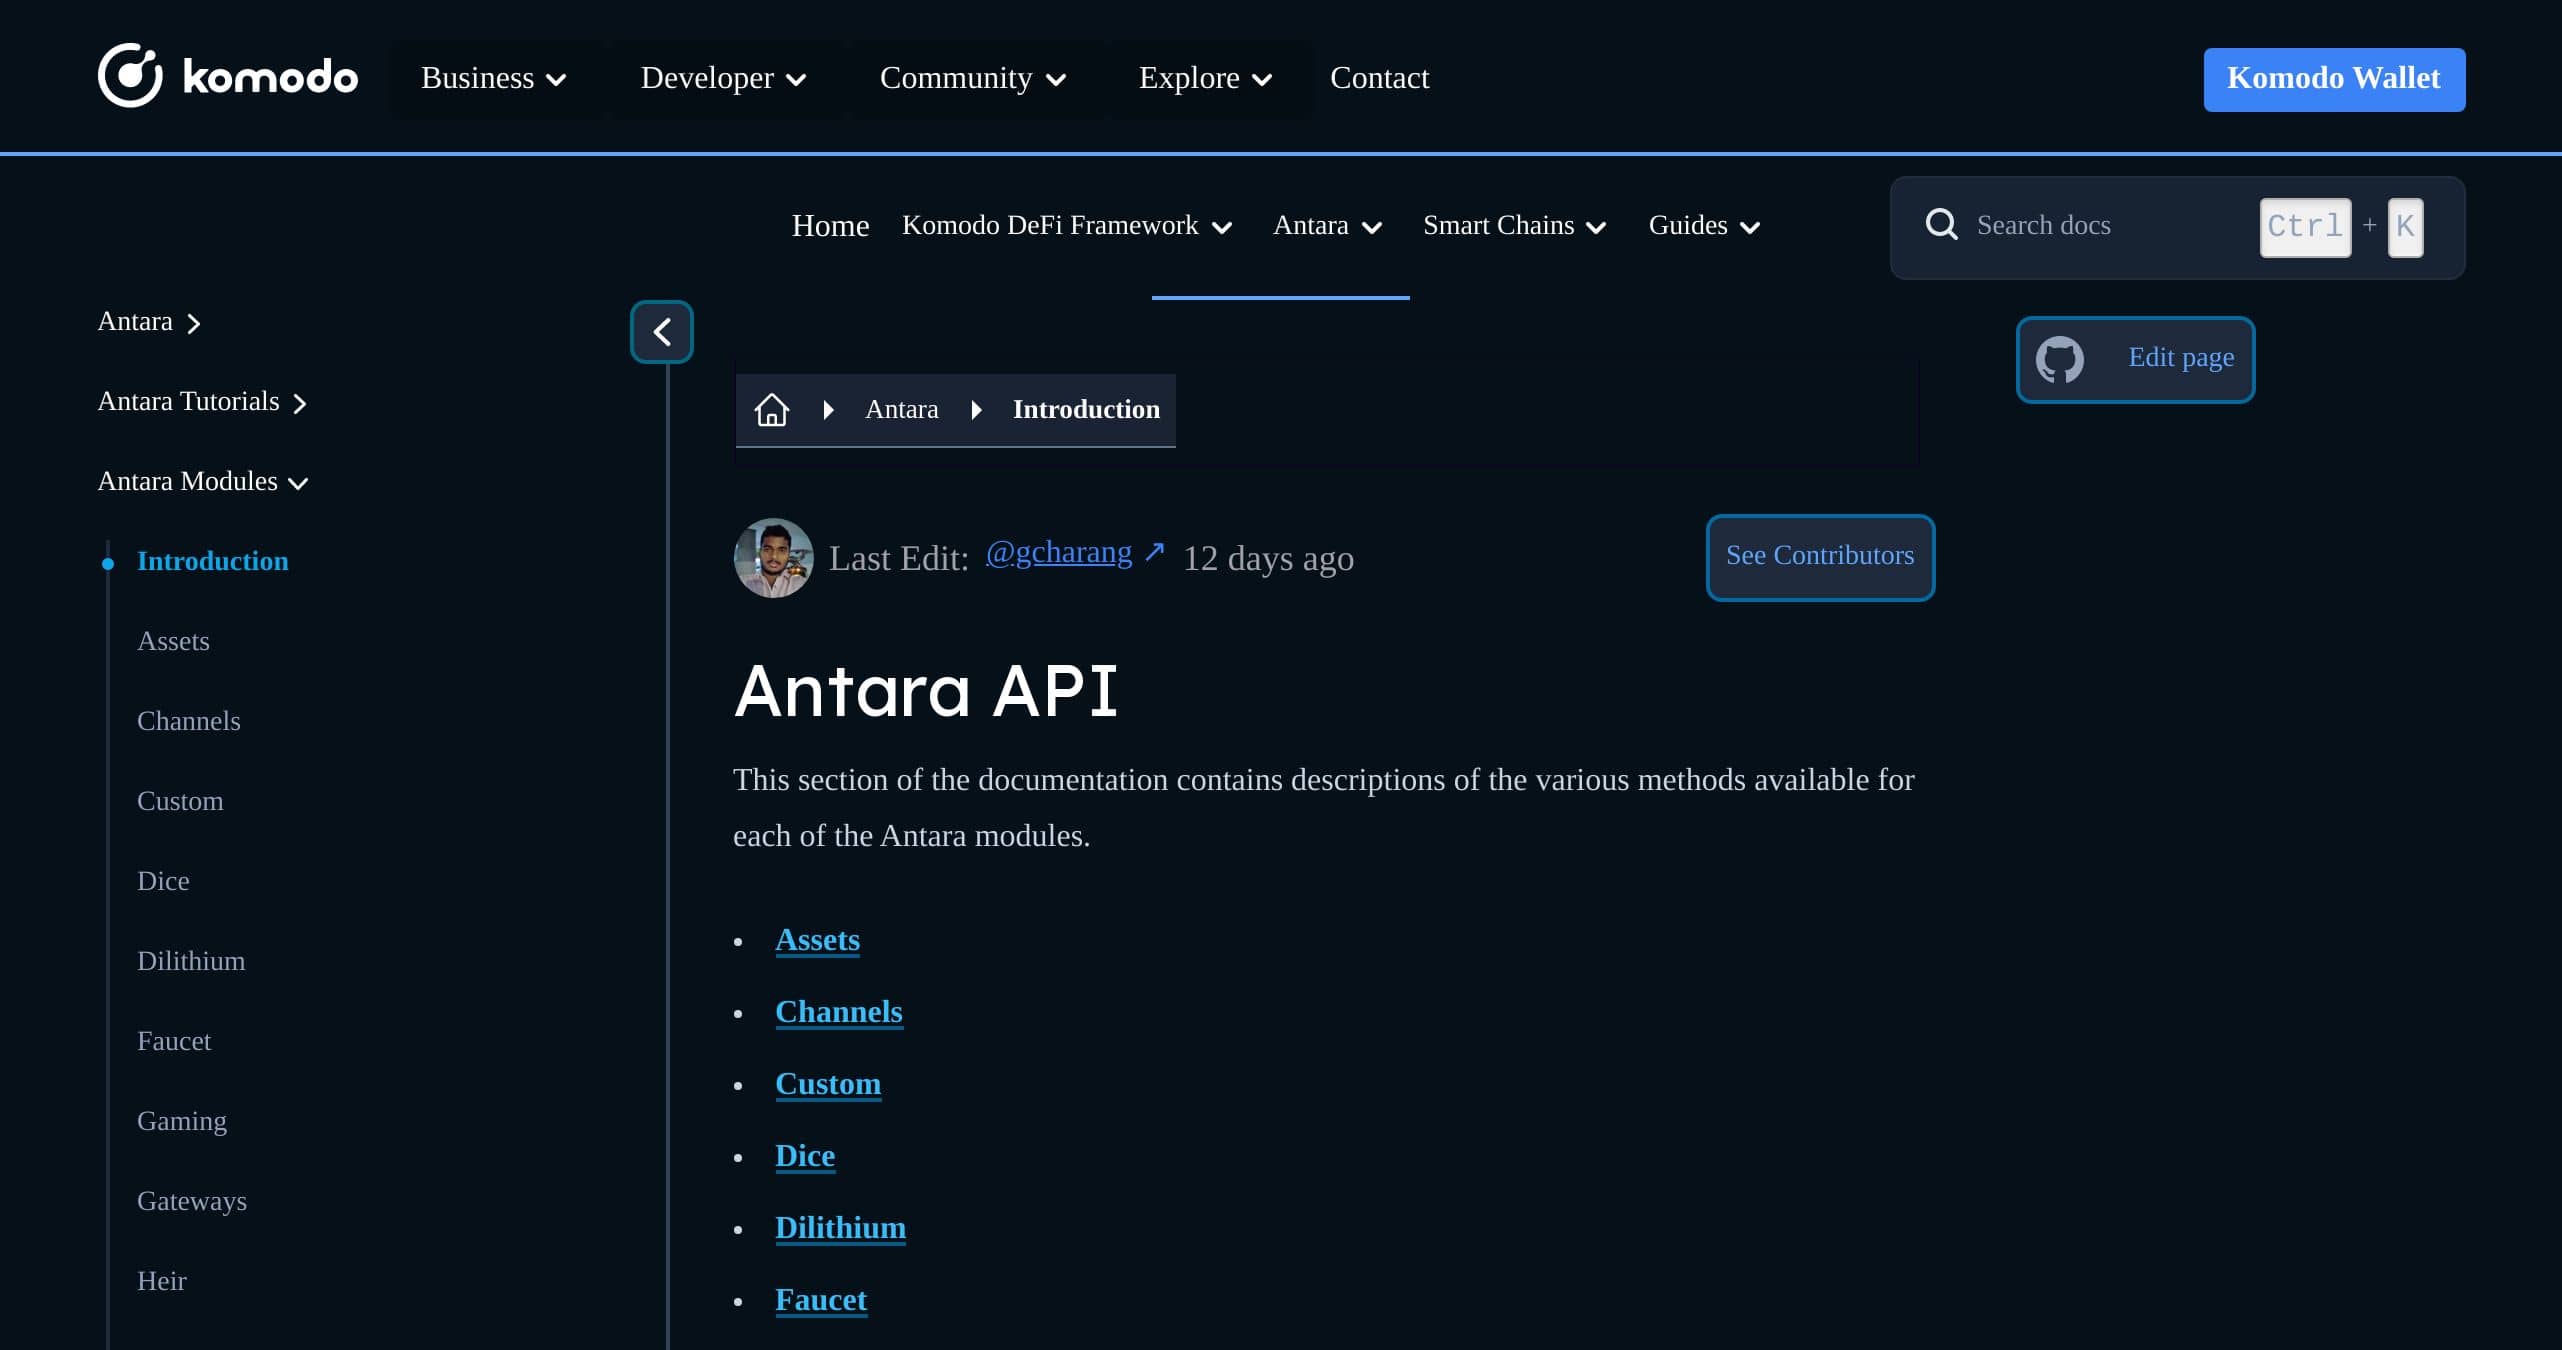 komodo Business Developer Community Explore Contact Komodo Wallet
Home Komodo DeFi Framework Antara Smart Chains Guides Search docs Ctrl + K
Antara
Antara Tutorials
Antara Modules
Introduction
Assets
Channels
Custom
Dice
Dilithium
Faucet
Gaming
Gateways
Heir
Edit page
Antara Introduction
Last Edit: @gcharang ↗ 12 days ago See Contributors
Antara API
This section of the documentation contains descriptions of the various methods available for
each of the Antara modules.
• Assets
• Channels
• Custom
• Dice
• Dilithium
• Faucet